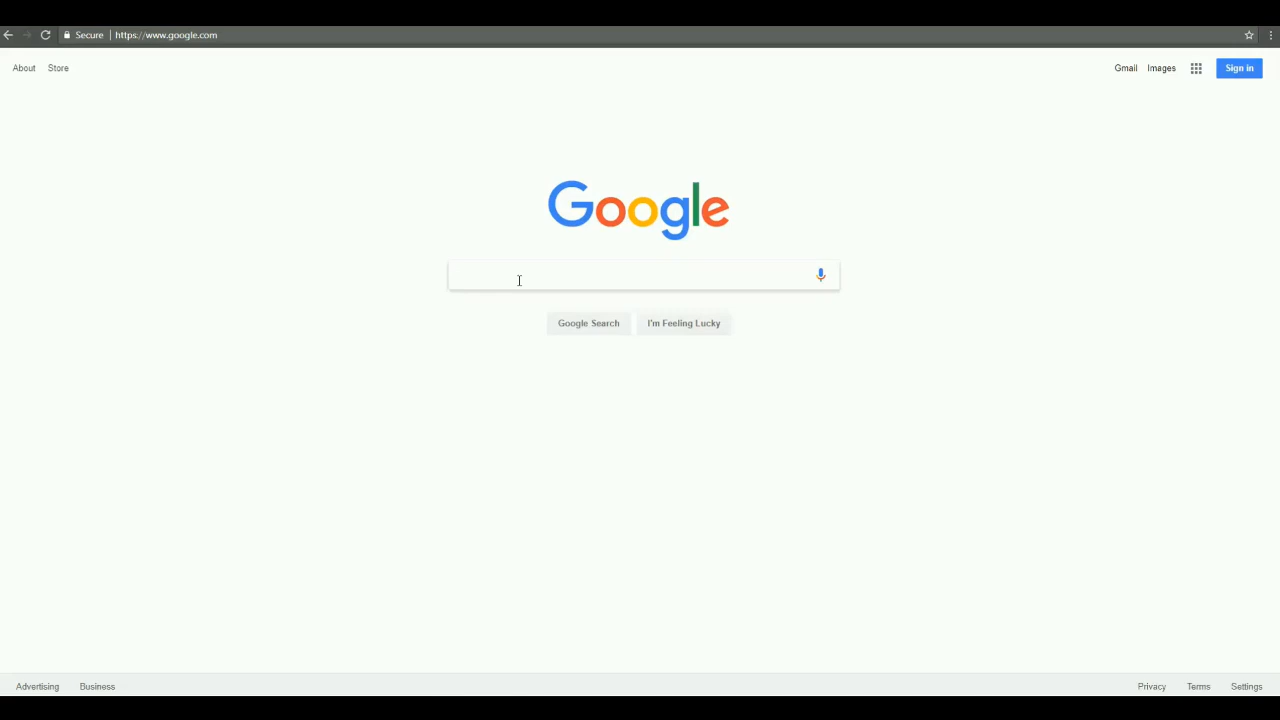 Secure | https://www.google.com
About Store Gmail Images Sign in
Google
Google Search I'm Feeling Lucky
Advertising Business Privacy Terms Settings